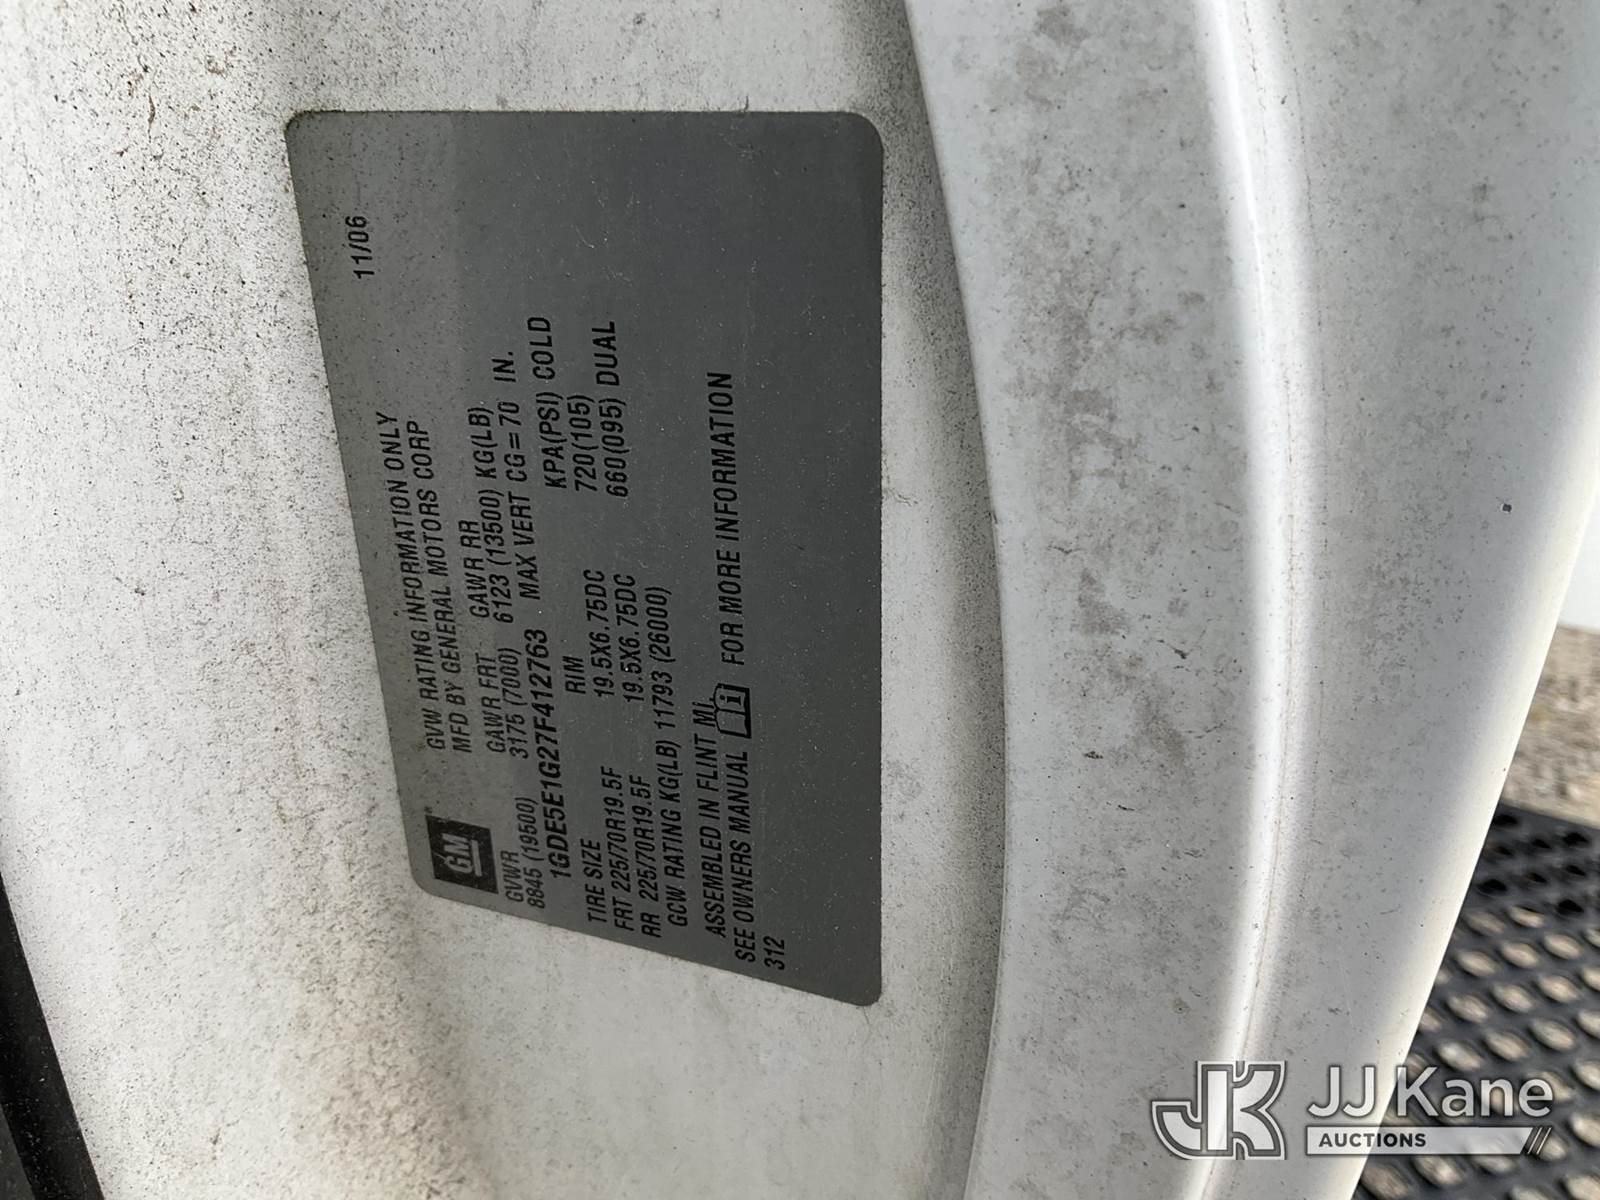 GM
GVW RATING INFORMATION ONLY 11/06
MFD BY GENERAL MOTORS CORP
GVWR GAWR FRT GAWR RR
8845 (19500) 3175 (7000) 6123 (13500) KG(LB)
1GDE5E1G27F412763 MAX VERT CG=70 IN.
TIRE SIZE RIM KPA(PSI) COLD
FRT 225/70R19.5F 19.5X6.75DC 720(105)
RR 225/70R19.5F 19.5X6.75DC 660(095) DUAL
GCW RATING KG(LB) 11793 (26000)
ASSEMBLED IN FLINT MI
SEE OWNERS MANUAL i FOR MORE INFORMATION
312
JK JJ Kane
AUCTIONS